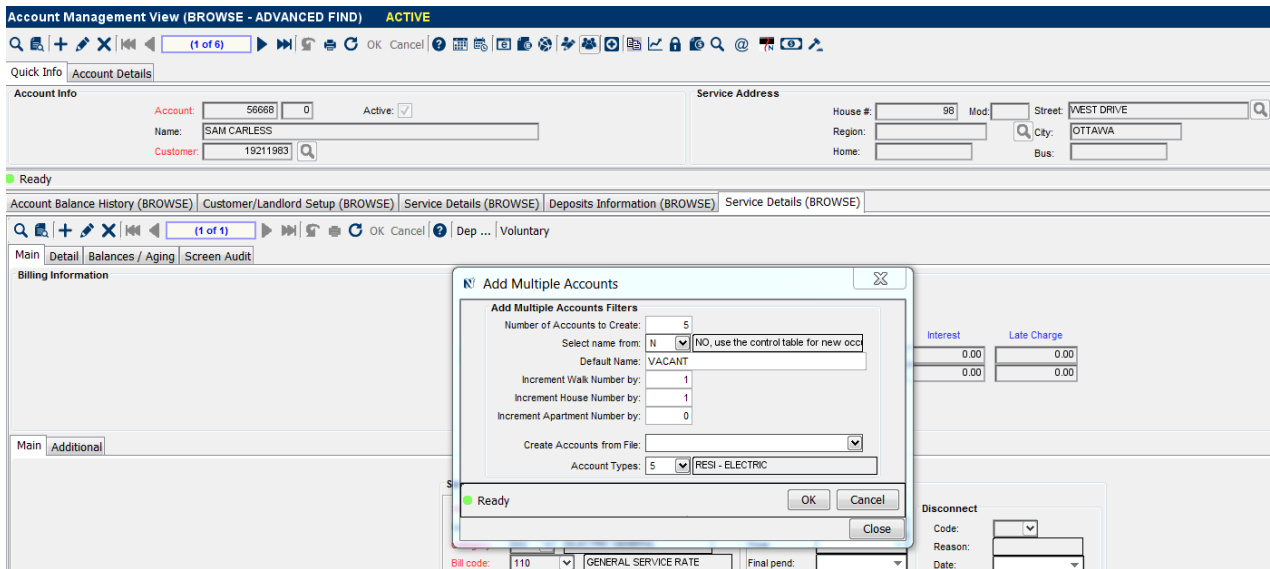 Account Management View (BROWSE - ADVANCED FIND) ACTIVE
(1 of 6) OK Cancel @
Quick Info Account Details
Account Info Service Address
Account: 56668 0 Active: House #: 98 Mod: Street: WEST DRIVE
Name: SAM CARLESS Region: City: OTTAWA
Customer: 19211983 Home: Bus:
Ready
Account Balance History (BROWSE) Customer/Landlord Setup (BROWSE) Service Details (BROWSE) Deposits Information (BROWSE) Service Details (BROWSE)
(1 of 1) OK Cancel Dep ... Voluntary
Main Detail Balances / Aging Screen Audit
Billing Information
Add Multiple Accounts
Add Multiple Accounts Filters
Number of Accounts to Create: 5
Select name from: N NO, use the control table for new occu
Default Name: VACANT
Increment Walk Number by: 1
Increment House Number by: 1
Increment Apartment Number by: 0
Create Accounts from File:
Account Types: 5 RESI - ELECTRIC
Ready OK Cancel
Close
Interest Late Charge
0.00 0.00
0.00 0.00
Main Additional
Disconnect
Code:
Reason:
Bill code: 110 GENERAL SERVICE RATE Final pend: Date: